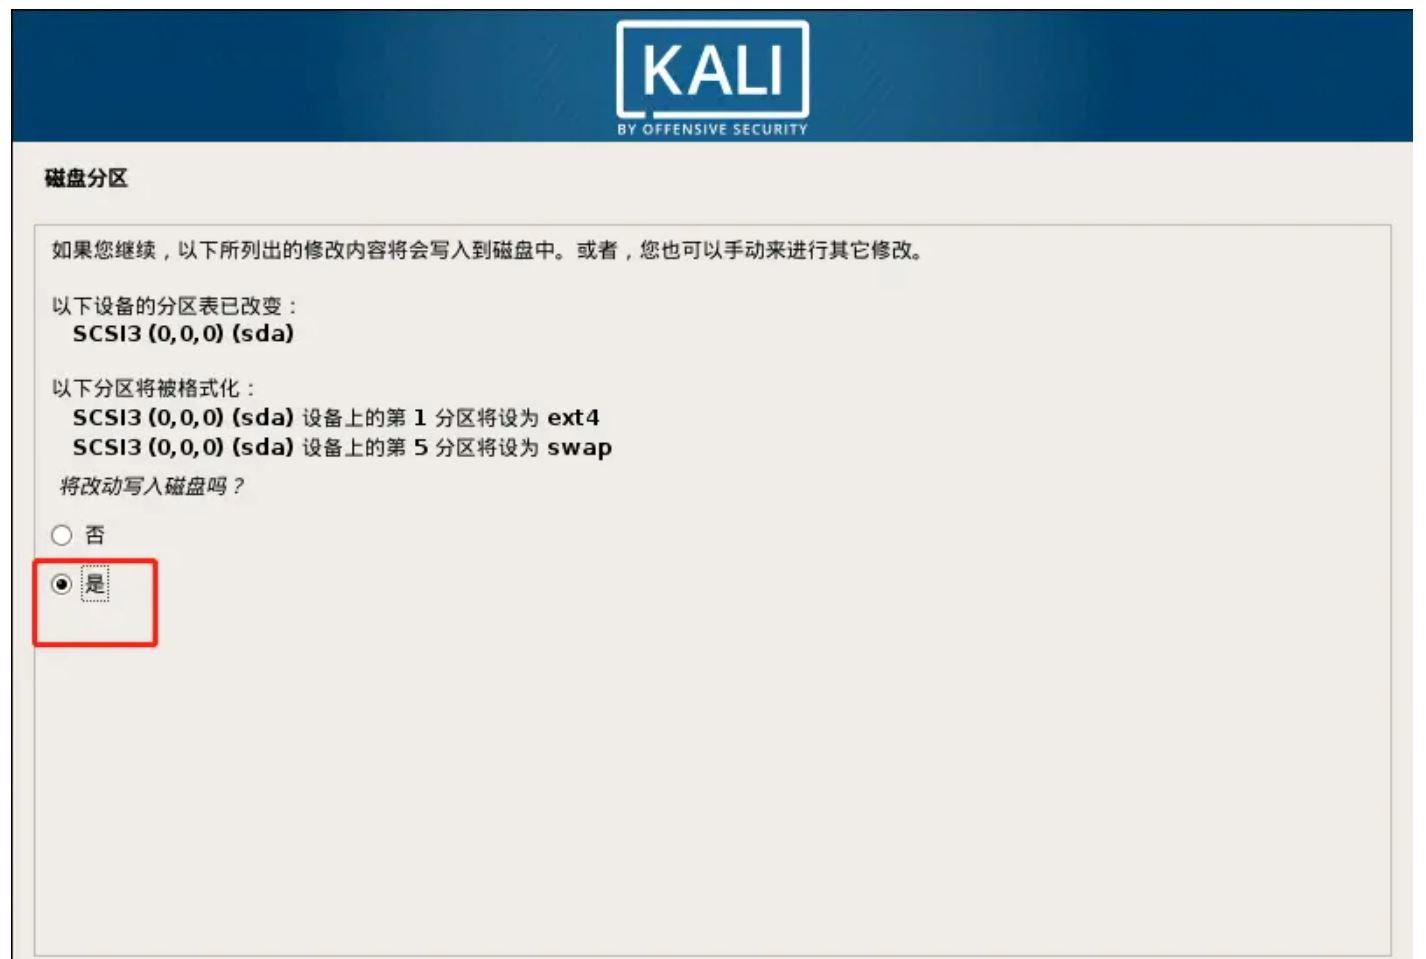 KALI
BY OFFENSIVE SECURITY
磁盘分区
如果您继续，以下所列出的修改内容将会写入到磁盘中。或者，您也可以手动来进行其它修改。
以下设备的分区表已改变：
SCSI3 (0,0,0) (sda)
以下分区将被格式化：
SCSI3 (0,0,0) (sda) 设备上的第 1 分区将设为 ext4
SCSI3 (0,0,0) (sda) 设备上的第 5 分区将设为 swap
将改动写入磁盘吗？
否
是